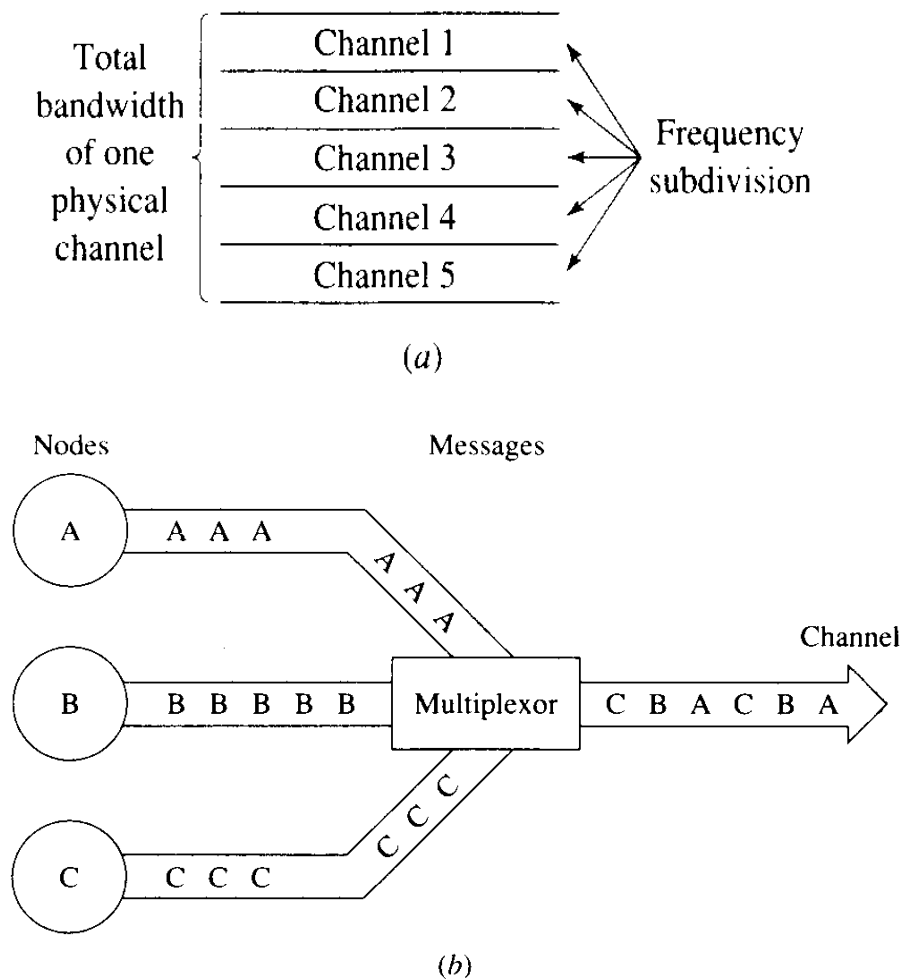 Total
bandwidth
of one
physical
channel
Channel 1
Channel 2
Channel 3
Channel 4
Channel 5
Frequency
subdivision
(a)
Nodes
Messages
A
A A A
A A A
B
B B B B B
Multiplexor
Channel
C B A C B A
C
C C C
C C C
(b)